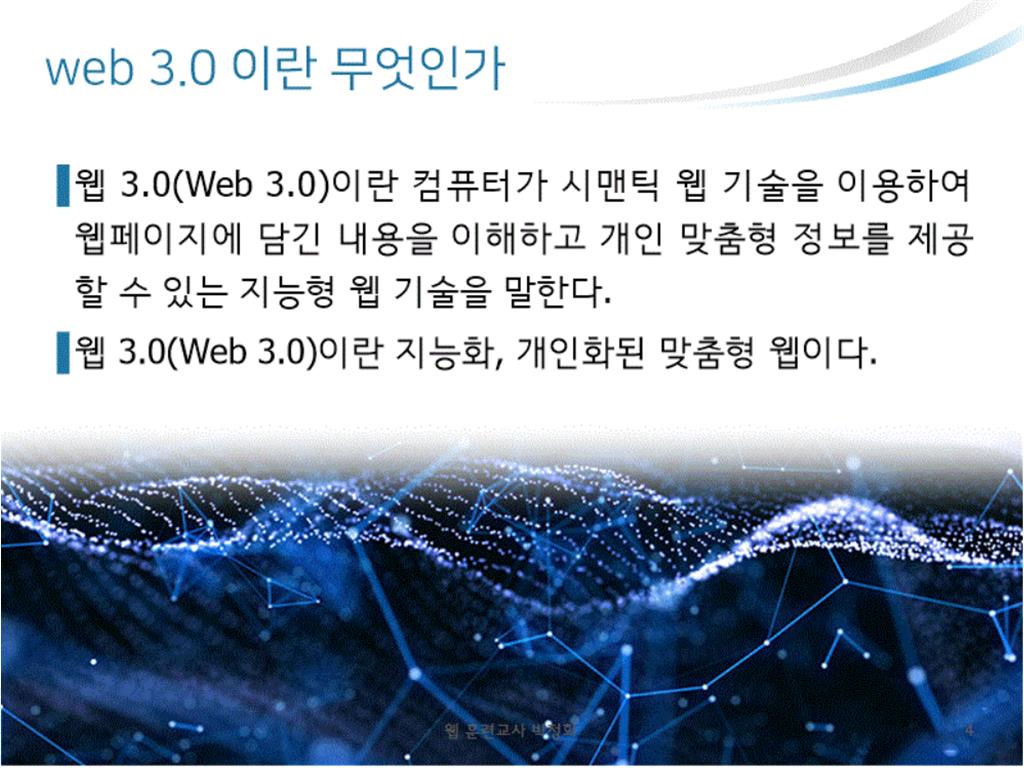 web 3.0 이란 무엇인가
웹 3.0(Web 3.0)이란 컴퓨터가 시맨틱 웹 기술을 이용하여
웹페이지에 담긴 내용을 이해하고 개인 맞춤형 정보를 제공
할 수 있는 지능형 웹 기술을 말한다.
웹 3.0(Web 3.0)이란 지능화, 개인화된 맞춤형 웹이다.
웹 훈련교사
4